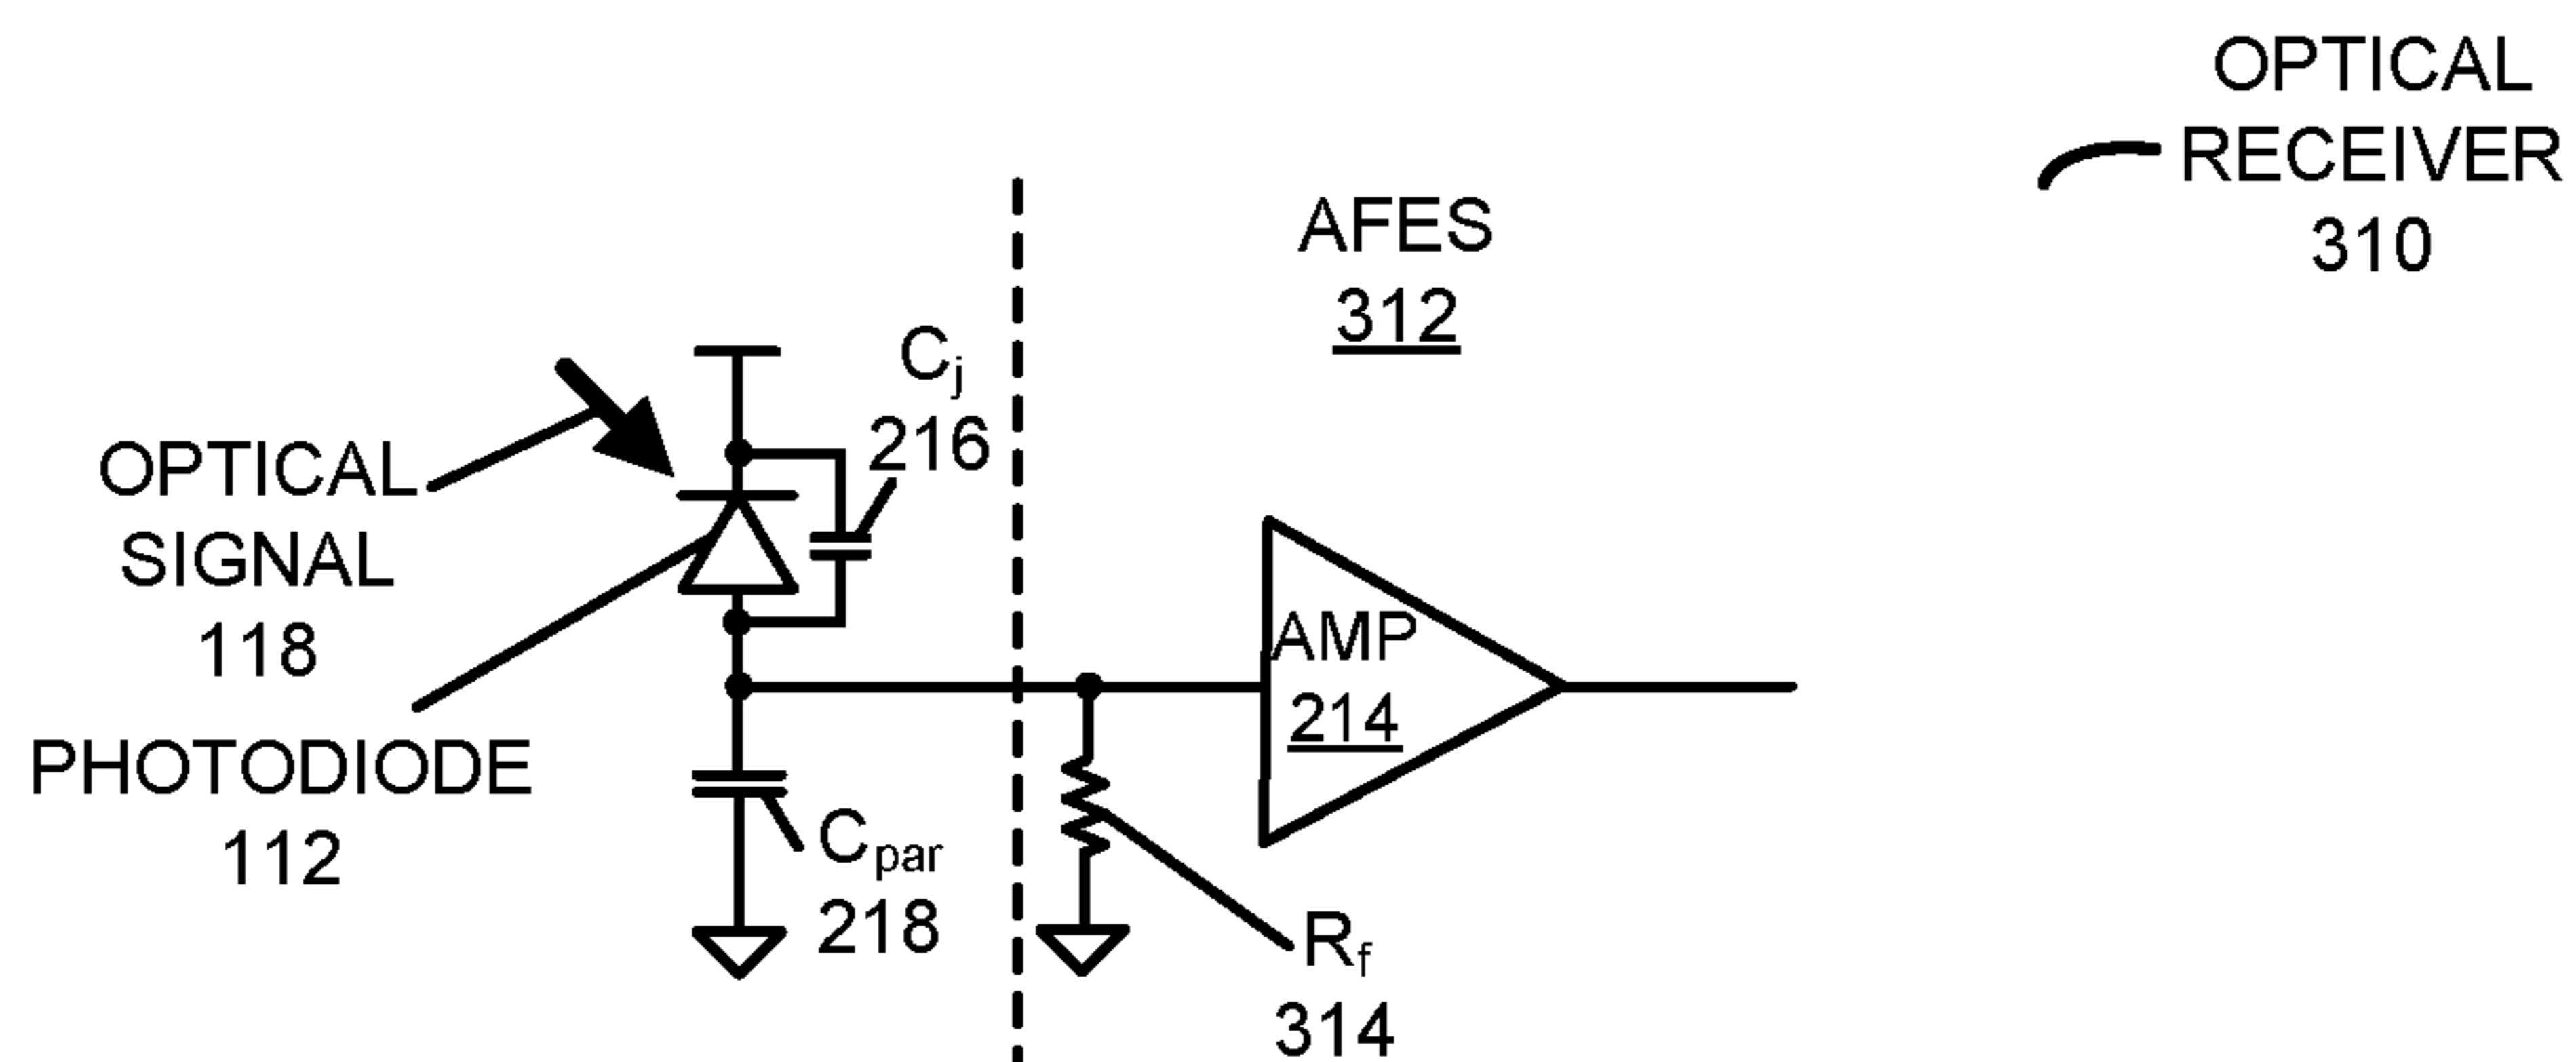 OPTICAL
RECEIVER
310
AFES
312
Cj
216
OPTICAL
SIGNAL
118
PHOTODIODE
112
AMP
214
Cpar
218
Rf
314